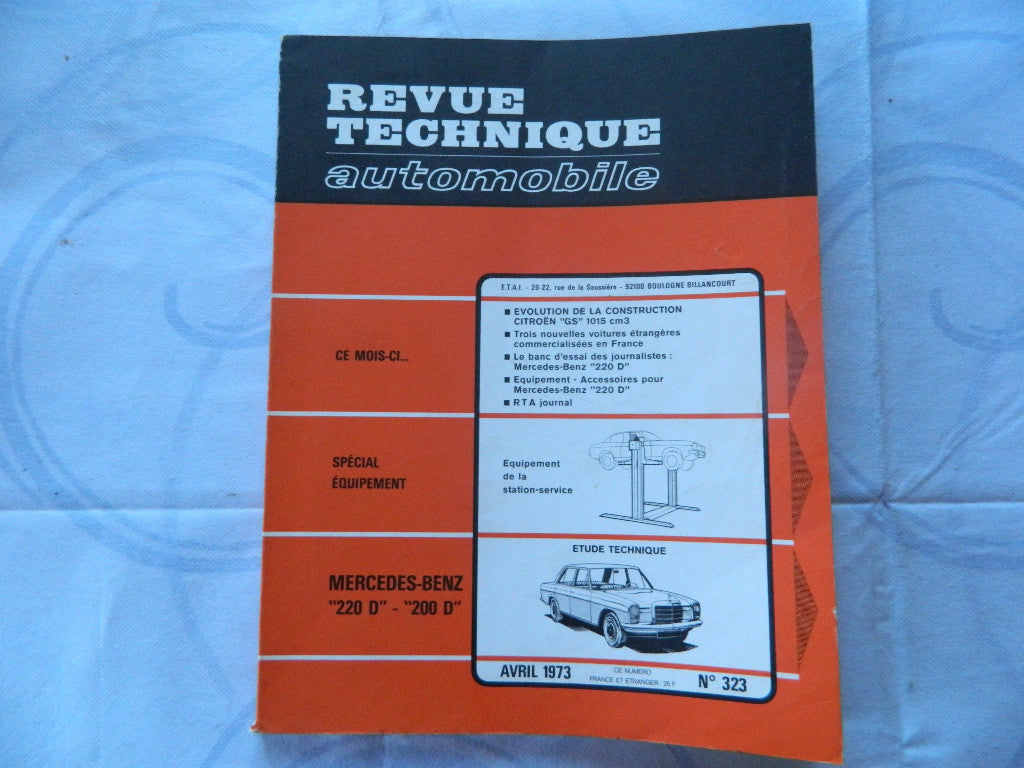 REVUE
TECHNIQUE
automobile
E.T.A.I. - 20-22, rue de la Saussière - 92100 BOULOGNE BILLANCOURT
CE MOIS-CI...
■ EVOLUTION DE LA CONSTRUCTION
CITROËN "GS" 1015 cm3
■ Trois nouvelles voitures étrangères
commercialisées en France
■ Le banc d'essai des journalistes :
Mercedes-Benz "220 D"
■ Equipement - Accessoires pour
Mercedes-Benz "220 D"
■ RTA journal
SPÉCIAL
ÉQUIPEMENT
Equipement
de la
station-service
MERCEDES-BENZ
"220 D" - "200 D"
ETUDE TECHNIQUE
AVRIL 1973
CE NUMERO
FRANCE ET ETRANGER : 25 F
N° 323